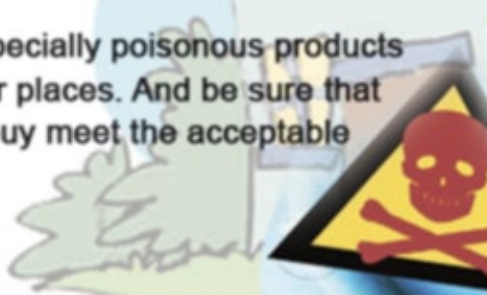 pecially poisonous products
r places. And be sure that
uy meet the acceptable